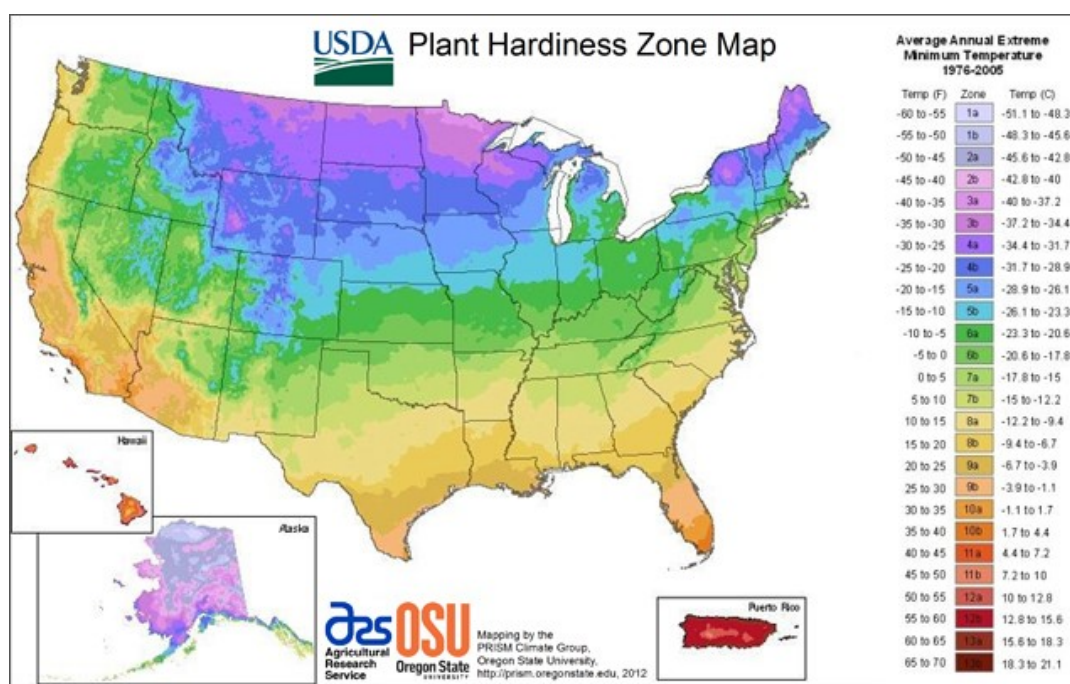 USDA
Plant Hardiness Zone Map
Average Annual Extreme
Minimum Temperature
1976-2005
Temp (F) Zone Temp (C)
-60 to -55 1a -51.1 to -48.3
-55 to -50 1b -48.3 to -45.6
-50 to -45 2a -45.6 to -42.8
-45 to -40 2b -42.8 to -40
-40 to -35 3a -40 to -37.2
-35 to -30 3b -37.2 to -34.4
-30 to -25 4a -34.4 to -31.7
-25 to -20 4b -31.7 to -28.9
-20 to -15 5a -28.9 to -26.1
-15 to -10 5b -26.1 to -23.3
-10 to -5 6a -23.3 to -20.6
-5 to 0 6b -20.6 to -17.8
0 to 5 7a -17.8 to -15
5 to 10 7b -15 to -12.2
10 to 15 8a -12.2 to -9.4
15 to 20 8b -9.4 to -6.7
20 to 25 9a -6.7 to -3.9
25 to 30 9b -3.9 to -1.1
30 to 35 10a -1.1 to 1.7
35 to 40 10b 1.7 to 4.4
40 to 45 11a 4.4 to 7.2
45 to 50 11b 7.2 to 10
50 to 55 12a 10 to 12.8
55 to 60 12b 12.8 to 15.6
60 to 65 13a 15.6 to 18.3
65 to 70 13b 18.3 to 21.1
Hawaii
Alaska
ars
Agricultural
Research
Service
OSU
Oregon State
UNIVERSITY
Mapping by the
PRISM Climate Group,
Oregon State University,
http://prism.oregonstate.edu, 2012
Puerto Rico